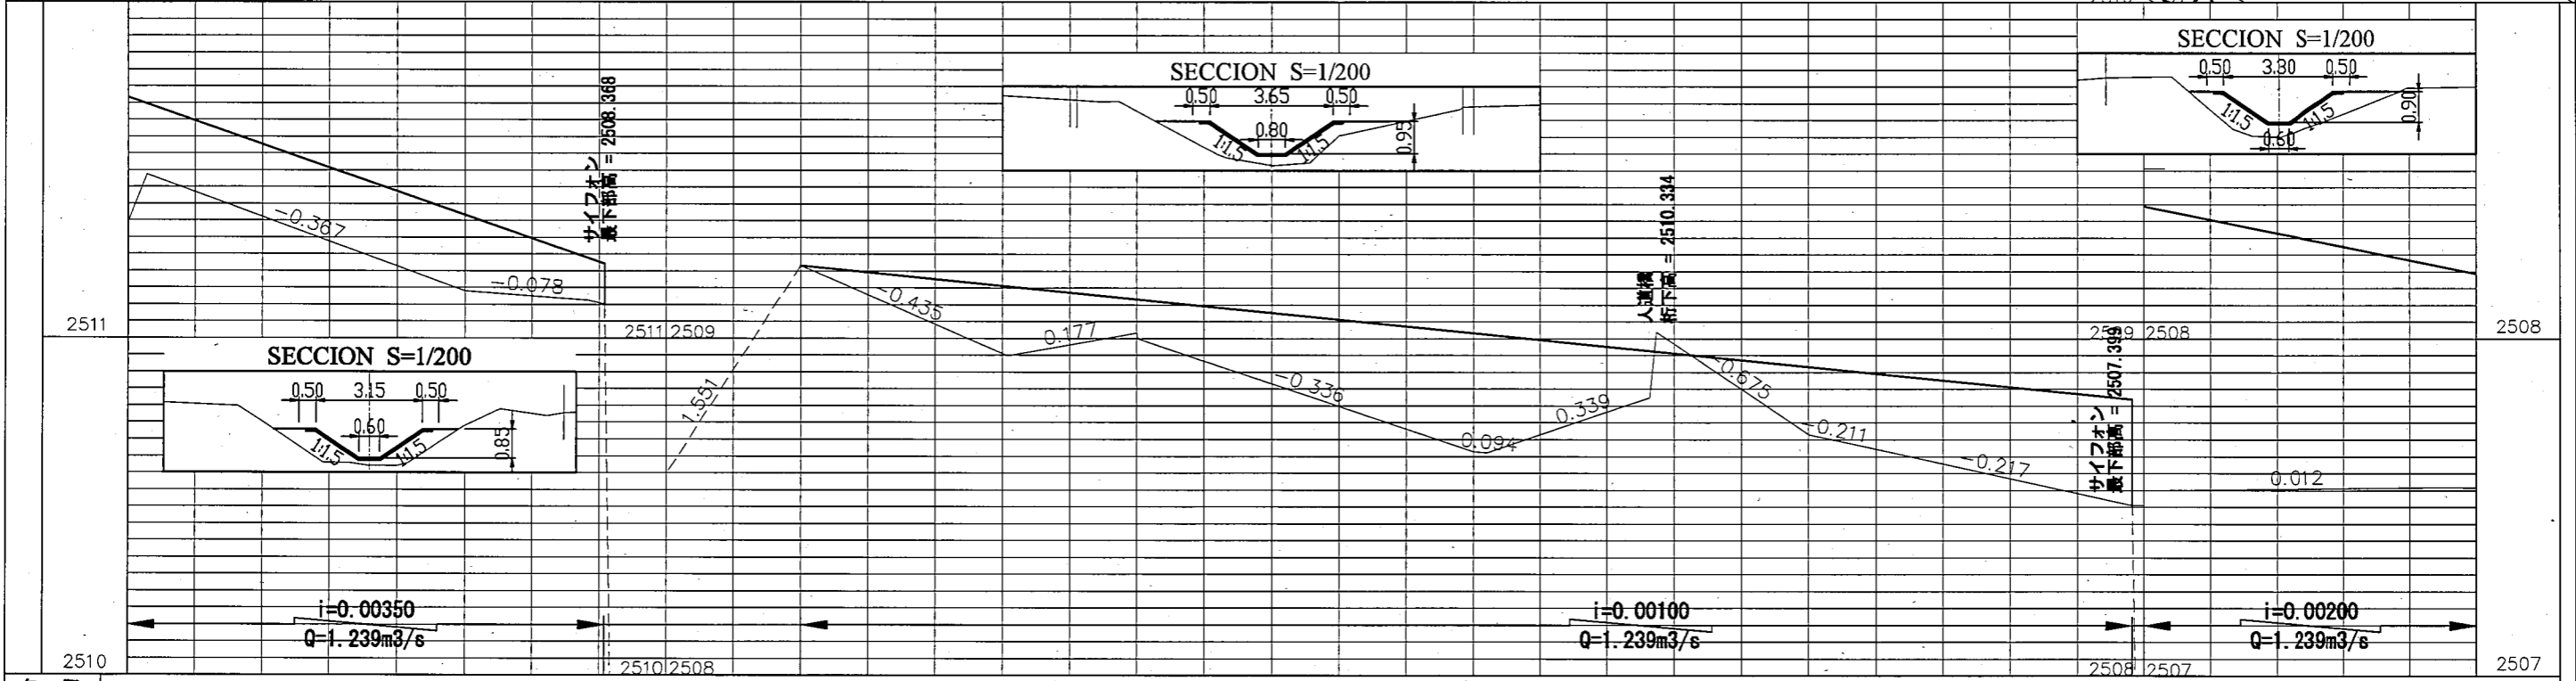 SECCION S=1/200
0.50 3.30 0.50
1:1.5 0.60 1:1.5 0.90
SECCION S=1/200
0.50 3.65 0.50
0.80
1:1.5 1:1.5 0.95
サイフォン
最下部高 = 2508.368
人道橋
桁下高 = 2510.334
-0.367
-0.078
-0.435
0.177
2511
2511 2509
2509 2508
2508
SECCION S=1/200
0.50 3.15 0.50
0.60
1:1.5 1:1.5 0.85
1.551
-0.336
0.094
0.339
-0.675
-0.211
-0.217
サイフォン
最下部高 = 2507.399
0.012
i=0.00350
Q=1.239m3/s
i=0.00100
Q=1.239m3/s
i=0.00200
Q=1.239m3/s
2510
2510 2508
2508 2507
2507